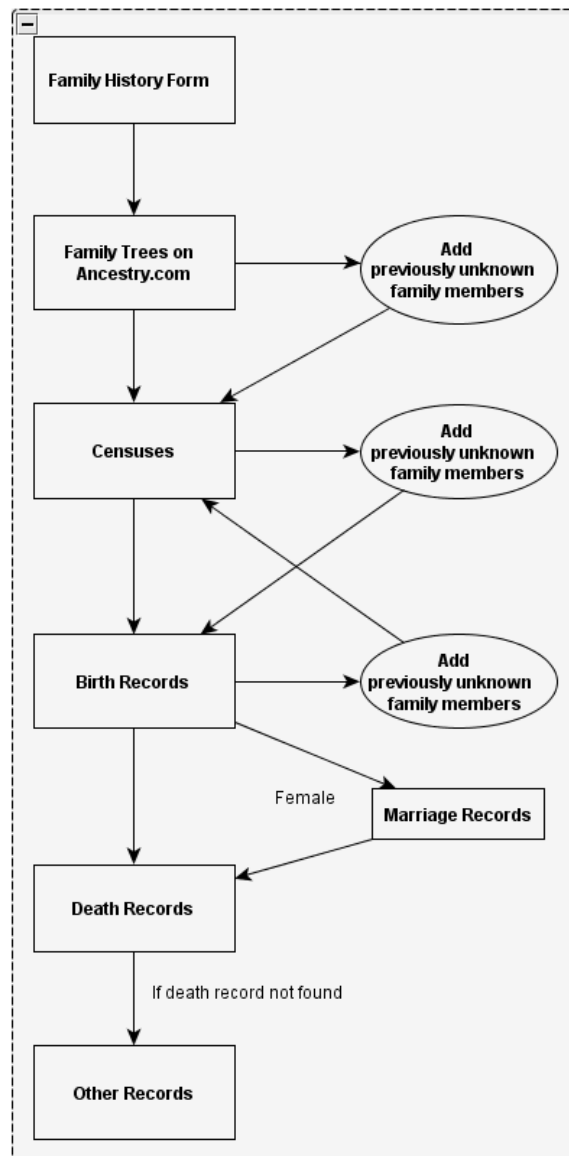 Family History Form
Family Trees on
Ancestry.com
Add
previously unknown
family members
Censuses
Add
previously unknown
family members
Birth Records
Add
previously unknown
family members
Female
Marriage Records
Death Records
If death record not found
Other Records